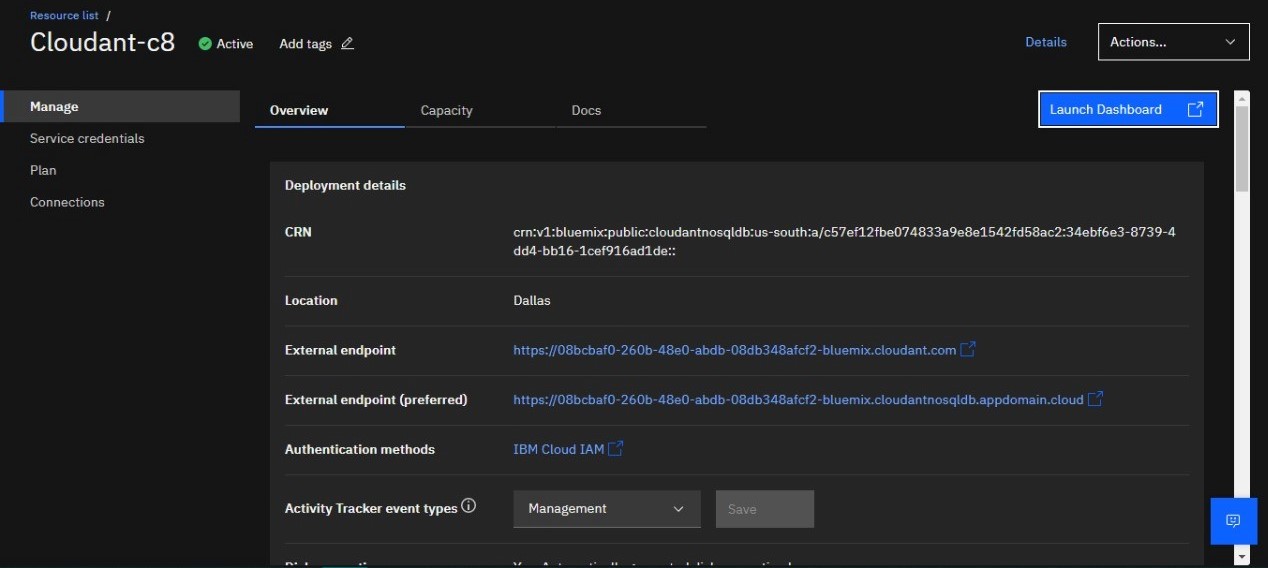 Resource list /
Cloudant-c8 Active Add tags
Details Actions...
Manage
Service credentials
Plan
Connections
Overview Capacity Docs
Launch Dashboard
Deployment details
CRN crn:v1:bluemix:public:cloudantnosqldb:us-south:a/c57ef12fbe074833a9e8e1542fd58ac2:34ebf6e3-8739-4
dd4-bb16-1cef916ad1de::
Location Dallas
External endpoint https://08bcbaf0-260b-48e0-abdb-08db348afcf2-bluemix.cloudant.com
External endpoint (preferred) https://08bcbaf0-260b-48e0-abdb-08db348afcf2-bluemix.cloudantnosqldb.appdomain.cloud
Authentication methods IBM Cloud IAM
Activity Tracker event types Management Save